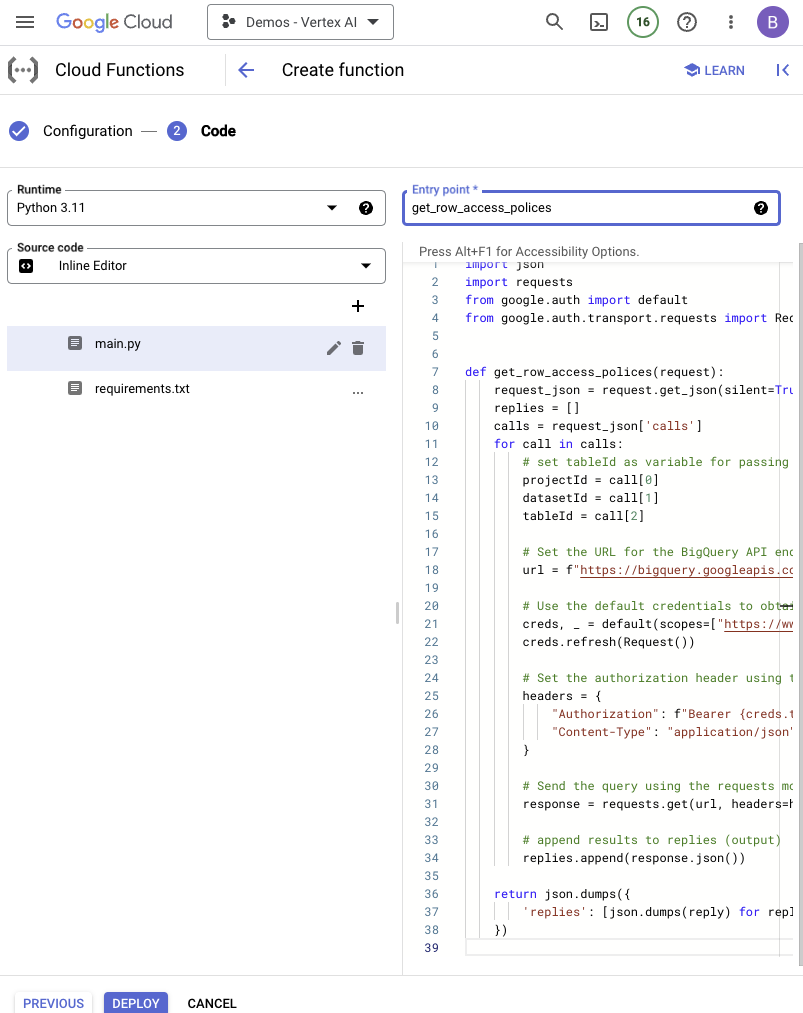 Google Cloud
Demos - Vertex AI
16
B
Cloud Functions
Create function
LEARN
Configuration
2
Code
Runtime
Python 3.11
Entry point *
get_row_access_polices
Source code
Inline Editor
main.py
requirements.txt
...
Press Alt+F1 for Accessibility Options.
1 import json
2 import requests
3 from google.auth import default
4 from google.auth.transport.requests import Req
5
6
7 def get_row_access_polices(request):
8 request_json = request.get_json(silent=Tru
9 replies = []
10 calls = request_json['calls']
11 for call in calls:
12 # set tableId as variable for passing
13 projectId = call[0]
14 datasetId = call[1]
15 tableId = call[2]
16
17 # Set the URL for the BigQuery API end
18 url = f"https://bigquery.googleapis.co
19
20 # Use the default credentials to obtai
21 creds, _ = default(scopes=["https://ww
22 creds.refresh(Request())
23
24 # Set the authorization header using t
25 headers = {
26 "Authorization": f"Bearer {creds.t
27 "Content-Type": "application/json"
28 }
29
30 # Send the query using the requests mo
31 response = requests.get(url, headers=h
32
33 # append results to replies (output)
34 replies.append(response.json())
35
36 return json.dumps({
37 'replies': [json.dumps(reply) for repl
38 })
39
PREVIOUS
DEPLOY
CANCEL